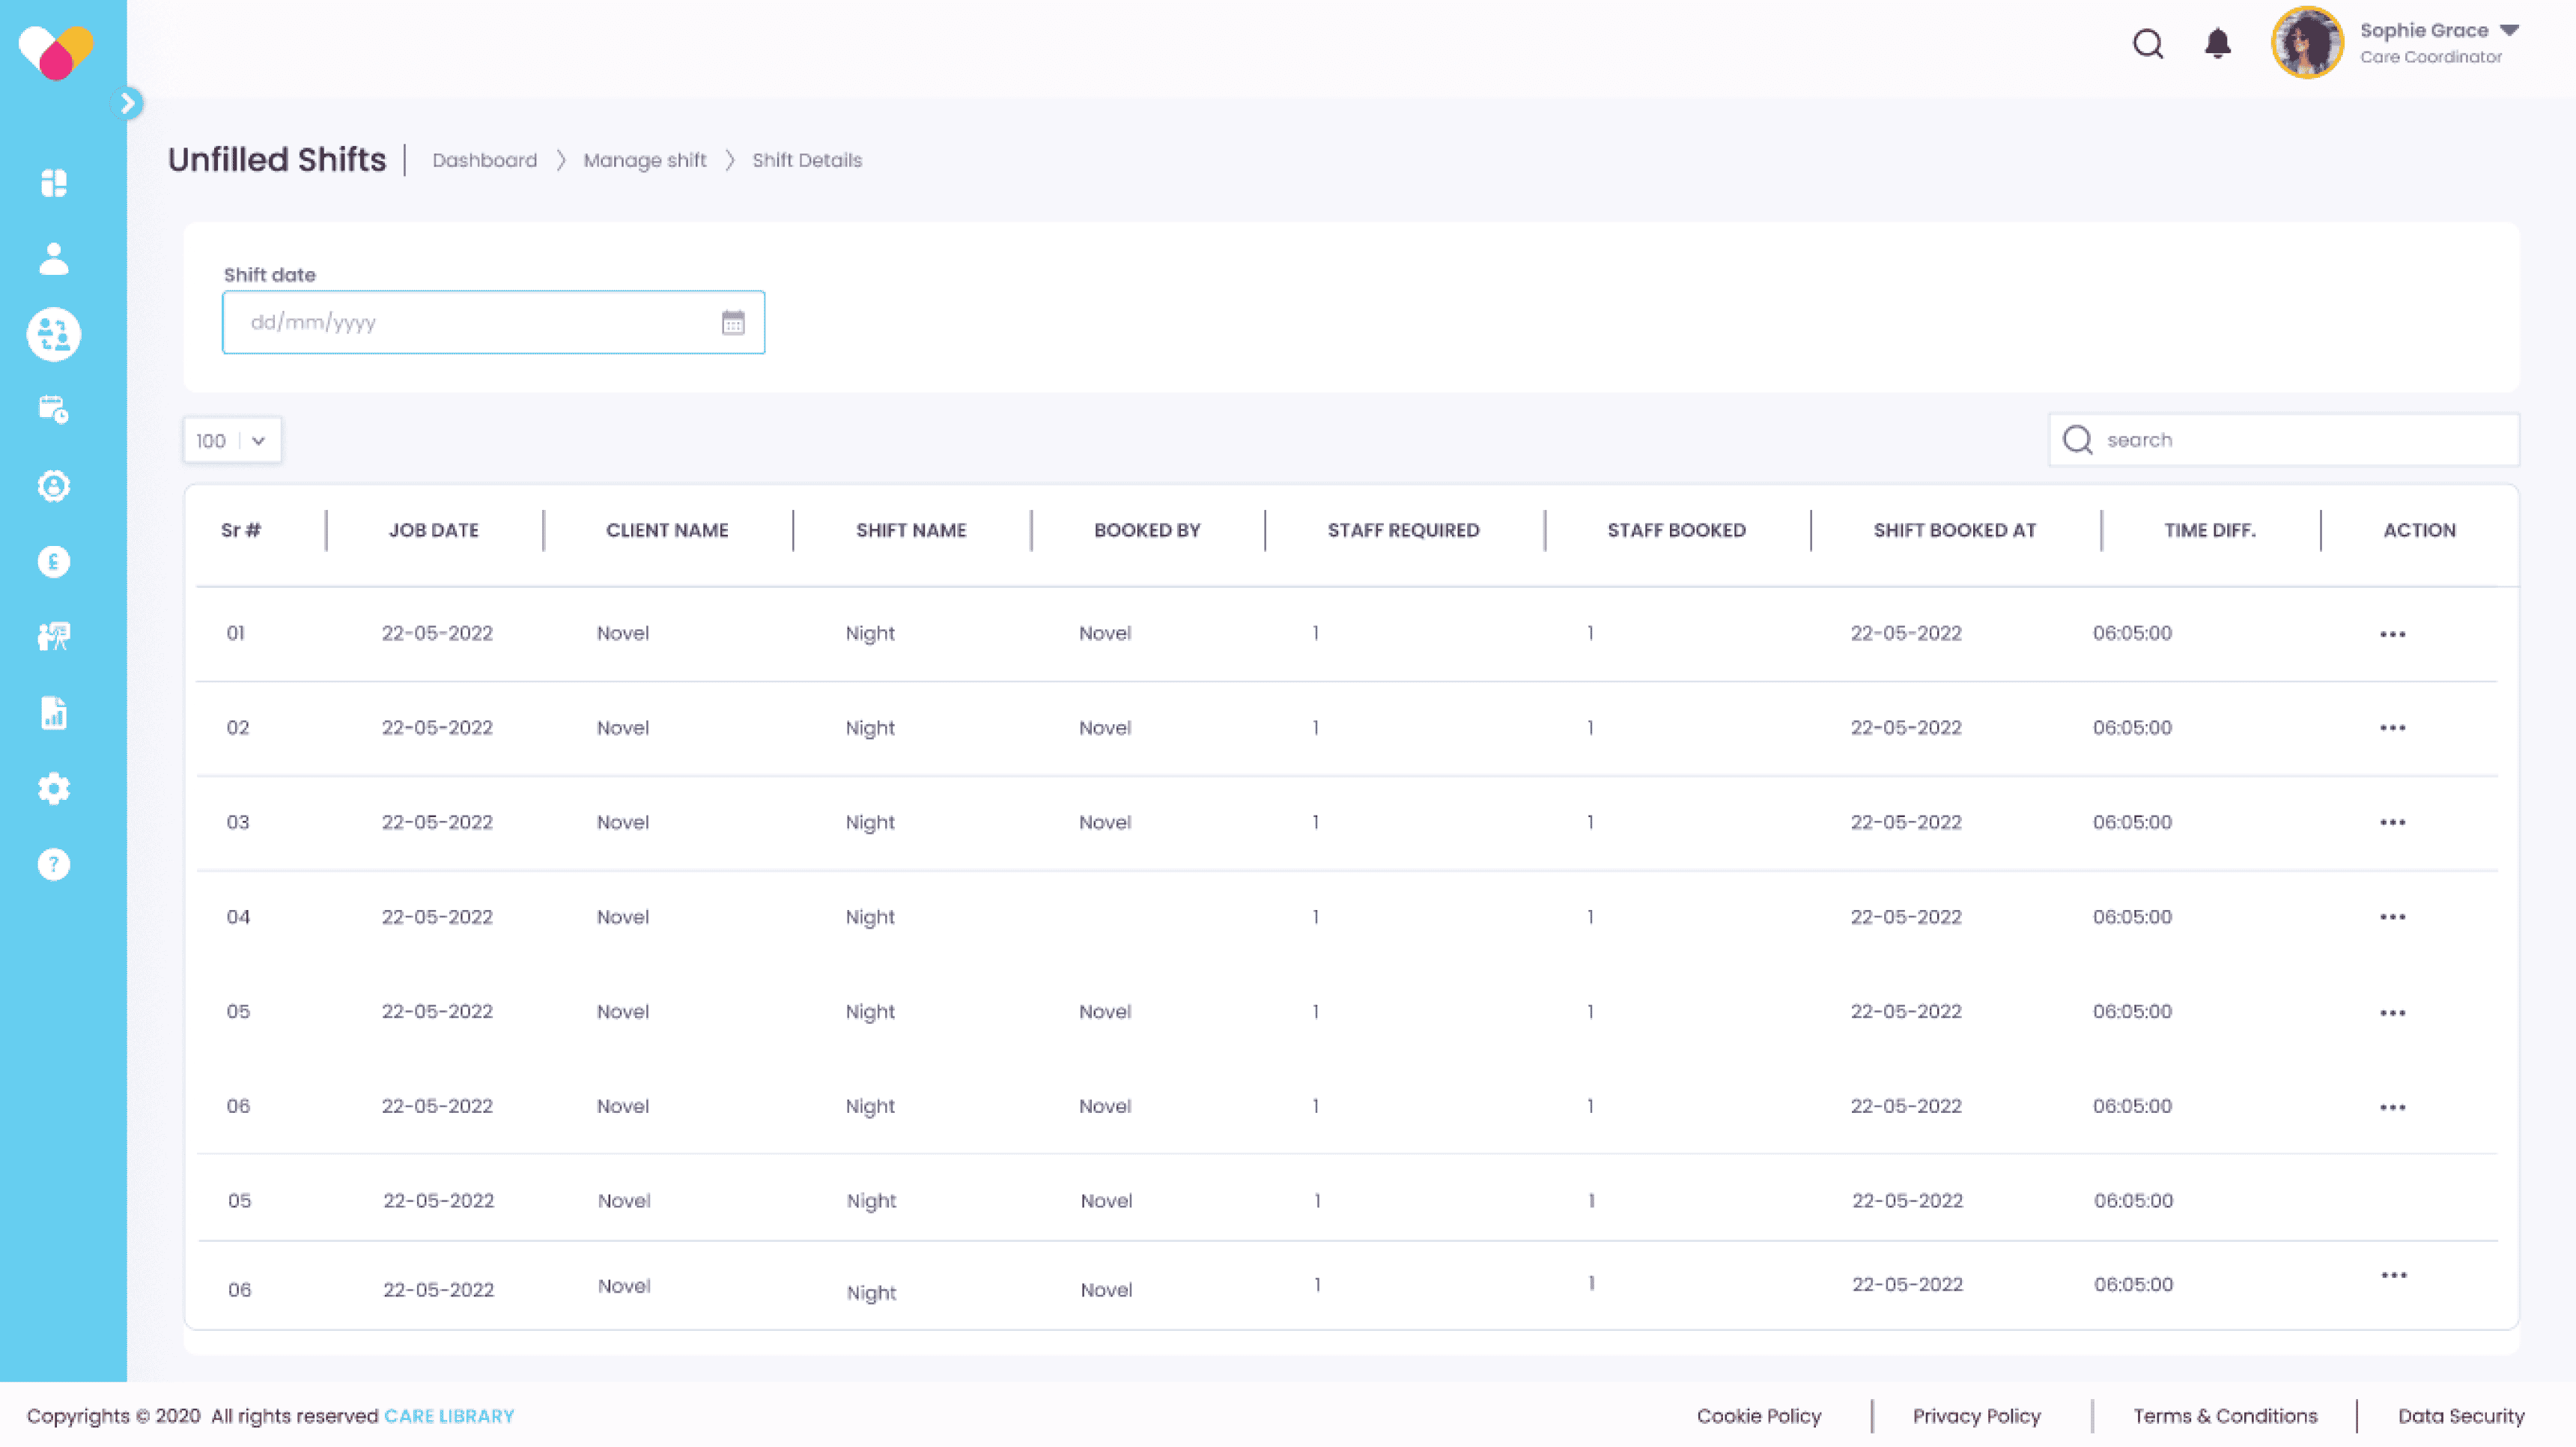 Sophie Grace
Care Coordinator
Unfilled Shifts Dashboard Manage shift Shift Details
Shift date
dd/mm/yyyy
100 search
Sr # JOB DATE CLIENT NAME SHIFT NAME BOOKED BY STAFF REQUIRED STAFF BOOKED SHIFT BOOKED AT TIME DIFF. ACTION
01 22-05-2022 Novel Night Novel 1 1 22-05-2022 06:05:00 •••
02 22-05-2022 Novel Night Novel 1 1 22-05-2022 06:05:00 •••
03 22-05-2022 Novel Night Novel 1 1 22-05-2022 06:05:00 •••
04 22-05-2022 Novel Night 1 1 22-05-2022 06:05:00 •••
05 22-05-2022 Novel Night Novel 1 1 22-05-2022 06:05:00 •••
06 22-05-2022 Novel Night Novel 1 1 22-05-2022 06:05:00 •••
05 22-05-2022 Novel Night Novel 1 1 22-05-2022 06:05:00
06 22-05-2022 Novel Night Novel 1 1 22-05-2022 06:05:00 •••
Copyrights © 2020 All rights reserved CARE LIBRARY Cookie Policy Privacy Policy Terms & Conditions Data Security